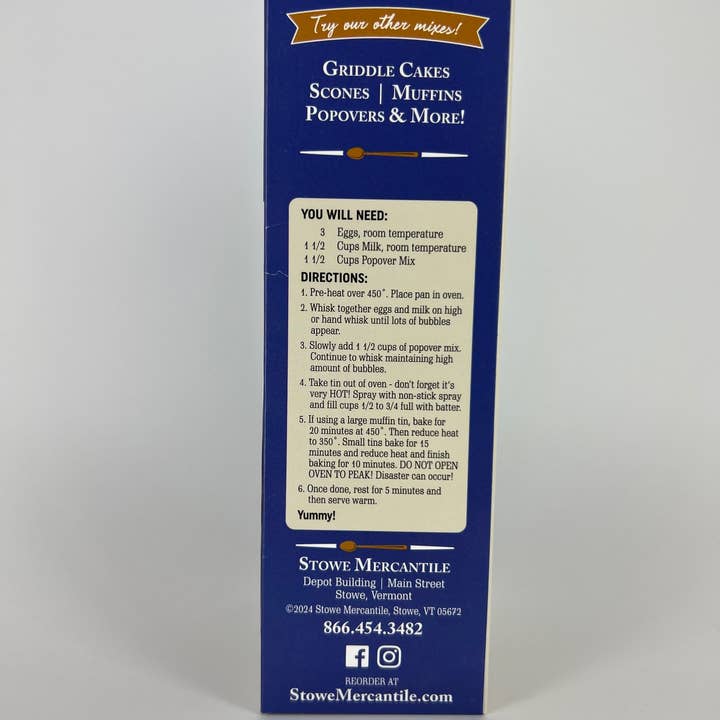 Try our other mixes!
GRIDDLE CAKES
SCONES | MUFFINS
POPOVERS & MORE!
YOU WILL NEED:
3 Eggs, room temperature
1 1/2 Cups Milk, room temperature
1 1/2 Cups Popover Mix
DIRECTIONS:
1. Pre-heat over 450°. Place pan in oven.
2. Whisk together eggs and milk on high
or hand whisk until lots of bubbles
appear.
3. Slowly add 1 1/2 cups of popover mix.
Continue to whisk maintaining high
amount of bubbles.
4. Take tin out of oven - don't forget it's
very HOT! Spray with non-stick spray
and fill cups 1/2 to 3/4 full with batter.
5. If using a large muffin tin, bake for
20 minutes at 450°. Then reduce heat
to 350°. Small tins bake for 15
minutes and reduce heat and finish
baking for 10 minutes. DO NOT OPEN
OVEN TO PEAK! Disaster can occur!
6. Once done, rest for 5 minutes and
then serve warm.
Yummy!
STOWE MERCANTILE
Depot Building | Main Street
Stowe, Vermont
©2024 Stowe Mercantile, Stowe, VT 05672
866.454.3482
REORDER AT
StoweMercantile.com